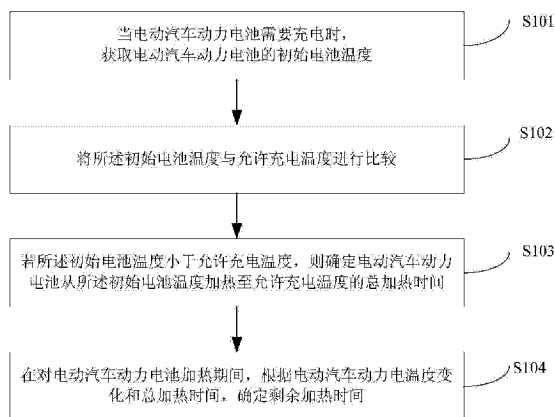 当电动汽车动力电池需要充电时，
获取电动汽车动力电池的初始电池温度
S101
将所述初始电池温度与允许充电温度进行比较
S102
若所述初始电池温度小于允许充电温度，则确定电动汽车动力
电池从所述初始电池温度加热至允许充电温度的总加热时间
S103
在对电动汽车动力电池加热期间，根据电动汽车动力电温度变
化和总加热时间，确定剩余加热时间
S104